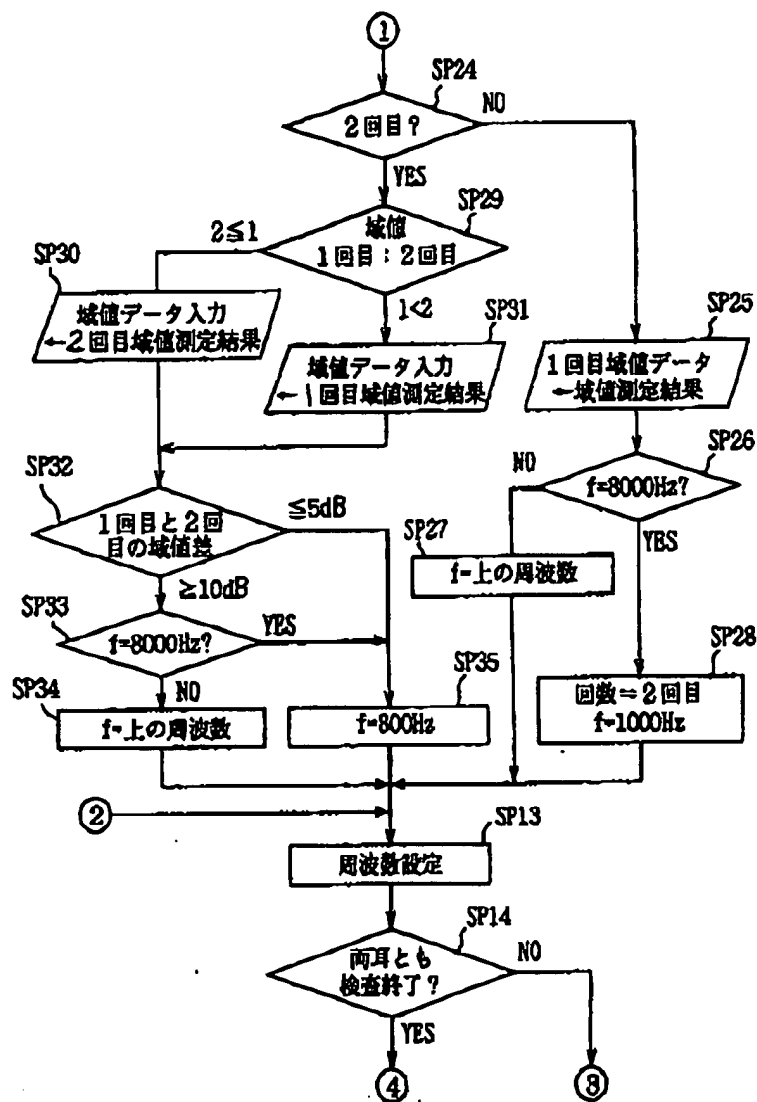 ①
SP24
2回目?
NO
YES
SP29
域値
1回目:2回目
2≦1
1<2
SP30
域値データ入力
←2回目域値測定結果
SP31
域値データ入力
←1回目域値測定結果
SP25
1回目域値データ
←域値測定結果
SP26
f=8000Hz?
NO
YES
SP27
f=上の周波数
SP28
回数=2回目
f=1000Hz
SP32
1回目と2回
目の域値差
≦5dB
≧10dB
SP33
f=8000Hz?
YES
NO
SP34
f=上の周波数
SP35
f=800Hz
②
SP13
周波数設定
SP14
両耳とも
検査終了?
NO
YES
④
③